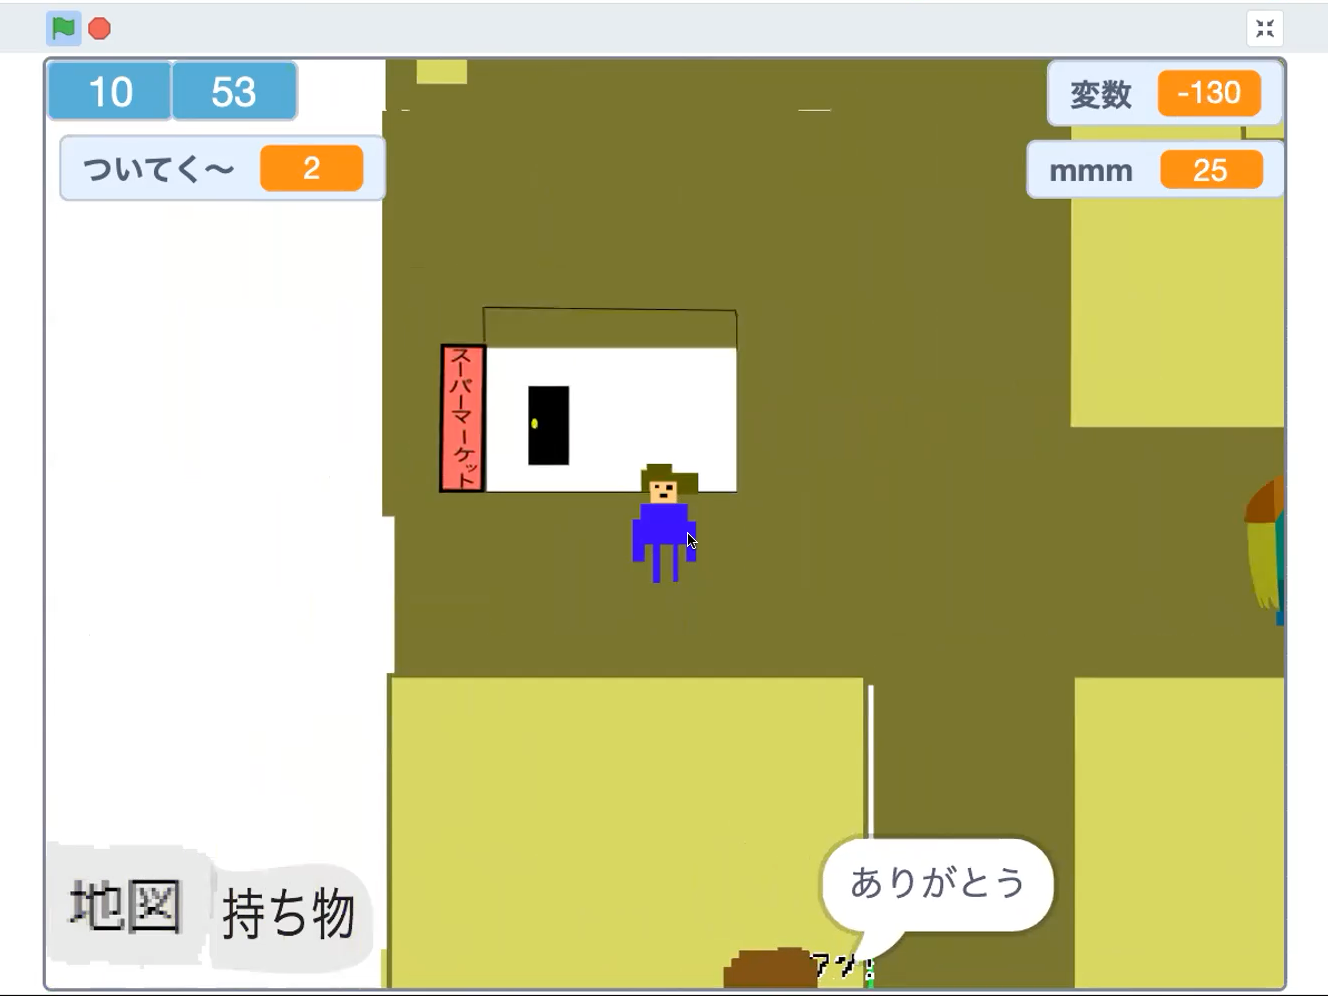 10 53
変数 -130
ついてく〜 2
mmm 25
スーパーマーケット
ありがとう
地図 持ち物